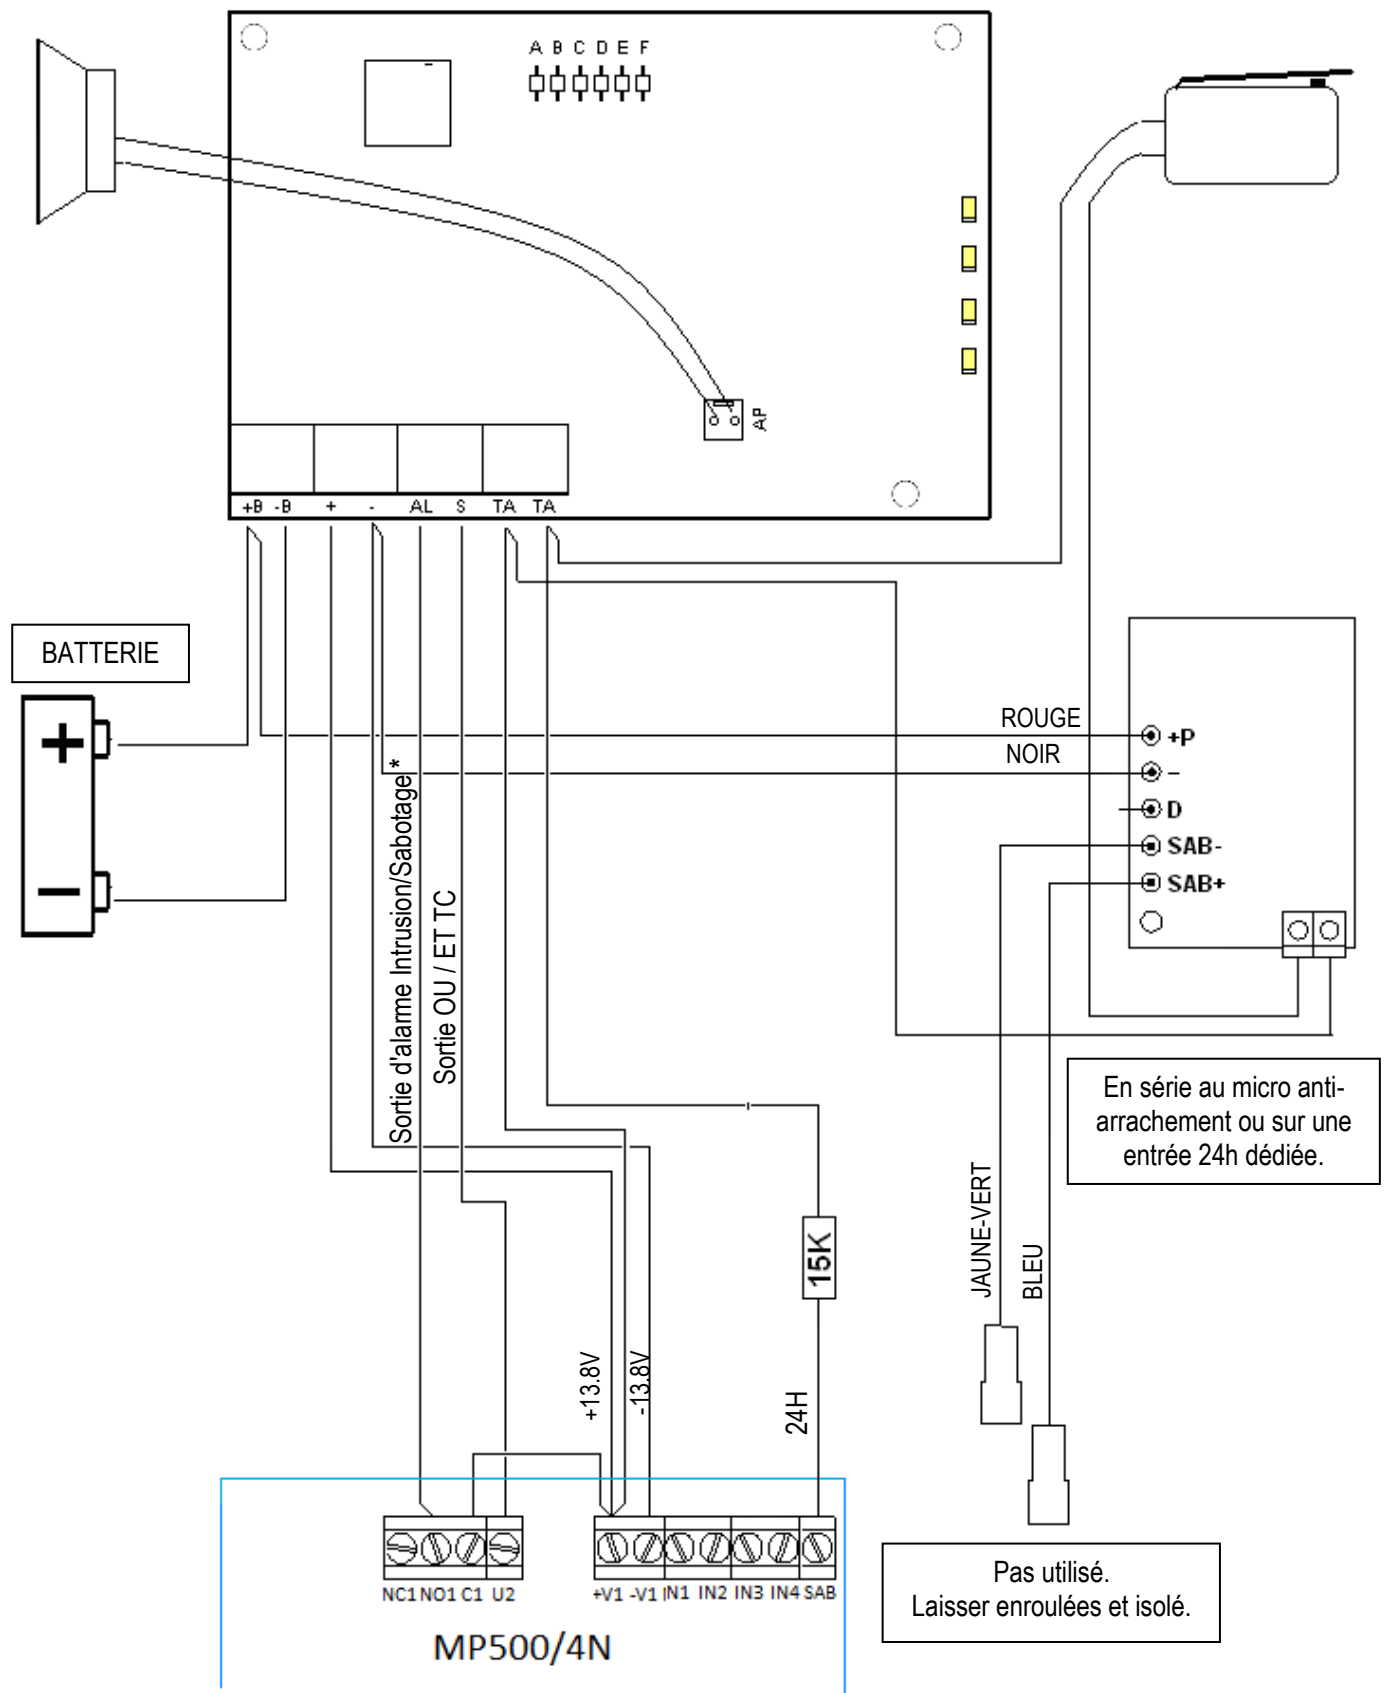 A B C D E F
AP
+B -B + - AL S TA TA
BATTERIE
+
−
ROUGE
NOIR
+P
–
D
SAB-
SAB+
Sortie d'alarme Intrusion/Sabotage *
Sortie OU / ET TC
En série au micro anti-
arrachement ou sur une
entrée 24h dédiée.
JAUNE-VERT
BLEU
15K
+13.8V
-13.8V
24H
NC1 NO1 C1 U2
+V1 -V1 IN1 IN2 IN3 IN4 SAB
MP500/4N
Pas utilisé.
Laisser enroulées et isolé.